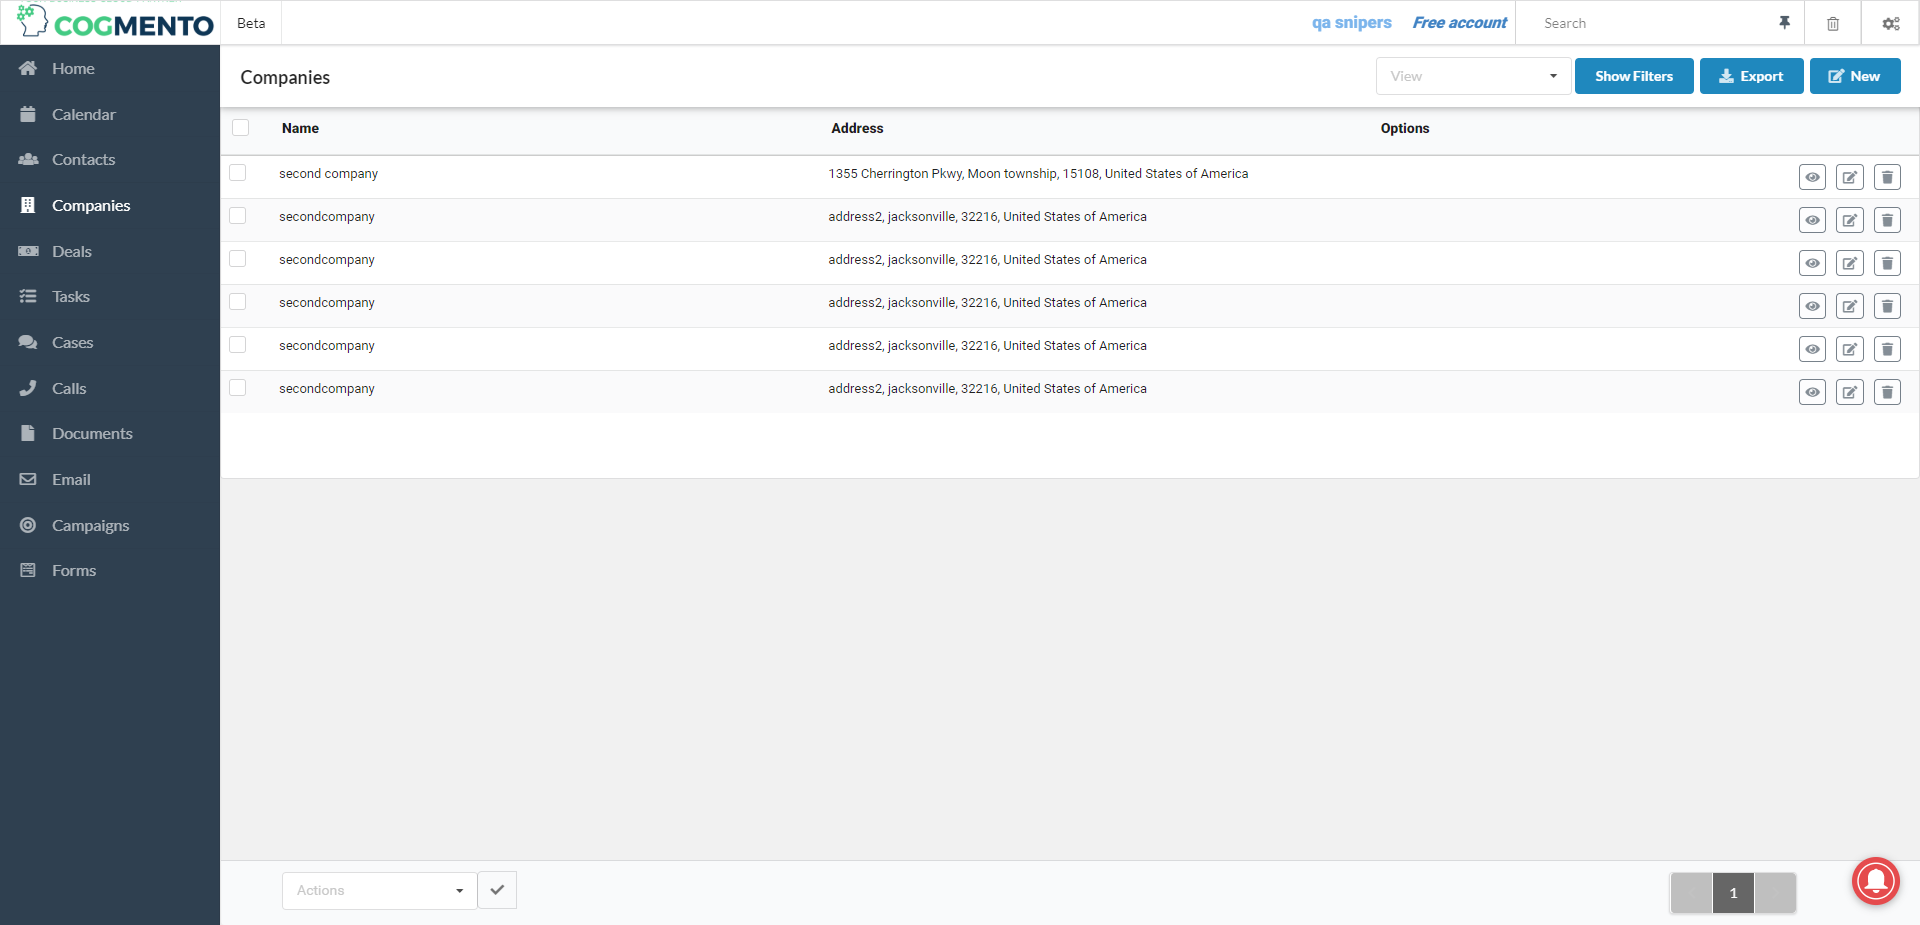 COGMENTO
Beta
qa snipers
Free account
Search
Home
Calendar
Contacts
Companies
Deals
Tasks
Cases
Calls
Documents
Email
Campaigns
Forms
Companies
View
Show Filters
Export
New
Name Address Options
second company 1355 Cherrington Pkwy, Moon township, 15108, United States of America
secondcompany address2, jacksonville, 32216, United States of America
secondcompany address2, jacksonville, 32216, United States of America
secondcompany address2, jacksonville, 32216, United States of America
secondcompany address2, jacksonville, 32216, United States of America
secondcompany address2, jacksonville, 32216, United States of America
Actions
1